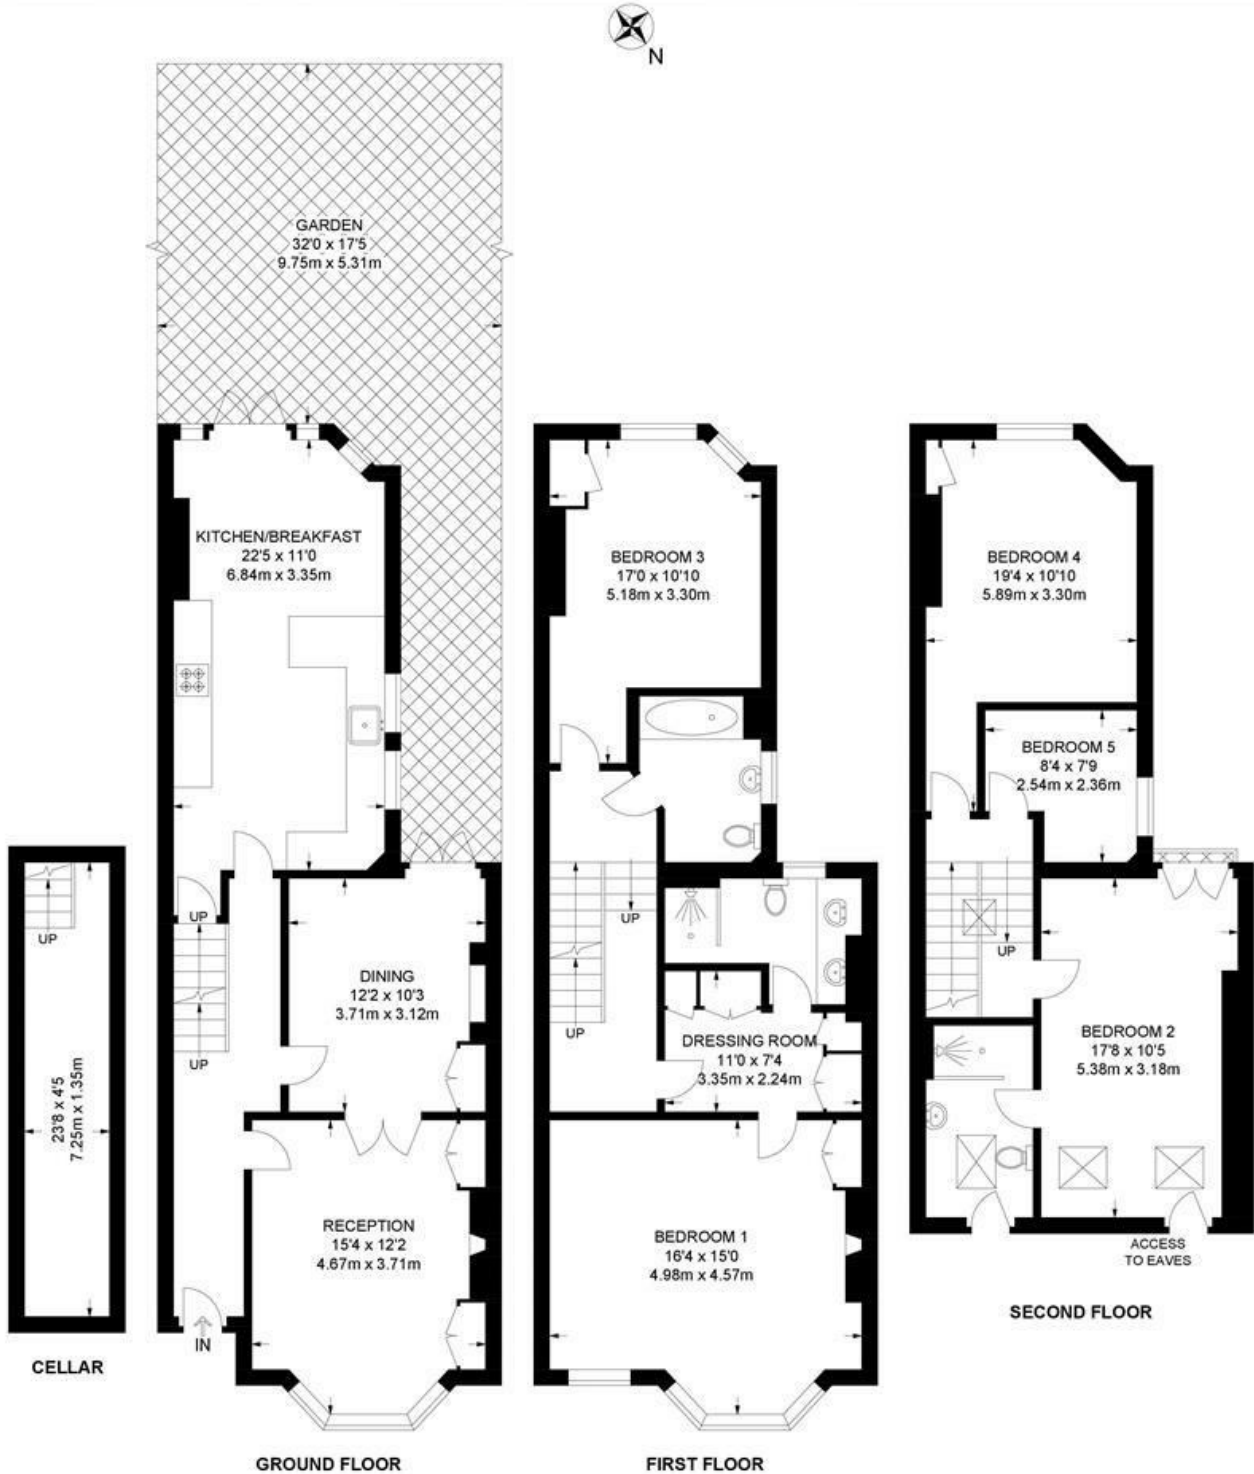 N
GARDEN
32'0 x 17'5
9.75m x 5.31m
KITCHEN/BREAKFAST
22'5 x 11'0
6.84m x 3.35m
UP
DINING
12'2 x 10'3
3.71m x 3.12m
UP
RECEPTION
15'4 x 12'2
4.67m x 3.71m
IN
GROUND FLOOR
UP
23'8 x 4'5
7.25m x 1.35m
CELLAR
BEDROOM 3
17'0 x 10'10
5.18m x 3.30m
UP
UP
DRESSING ROOM
11'0 x 7'4
3.35m x 2.24m
BEDROOM 1
16'4 x 15'0
4.98m x 4.57m
FIRST FLOOR
BEDROOM 4
19'4 x 10'10
5.89m x 3.30m
BEDROOM 5
8'4 x 7'9
2.54m x 2.36m
UP
BEDROOM 2
17'8 x 10'5
5.38m x 3.18m
ACCESS
TO EAVES
SECOND FLOOR